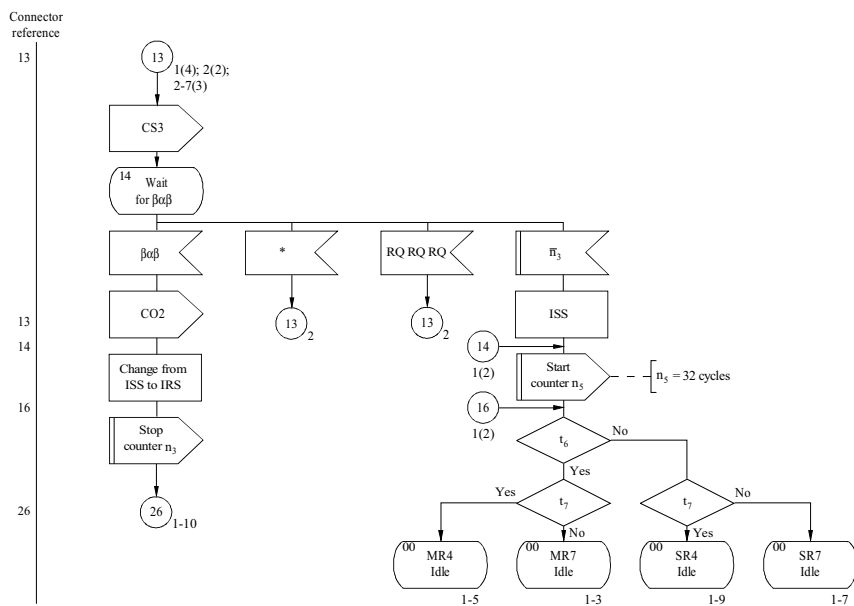 Connector
reference
13
13
1(4); 2(2);
2-7(3)
CS3
14
Wait
for βαβ
βαβ
*
RQ RQ RQ
n̅₃
CO2
13
2
13
2
ISS
13
14
14
1(2)
Change from
ISS to IRS
Start
counter n₅
n₅ = 32 cycles
16
16
1(2)
Stop
counter n₃
t₆
No
Yes
Yes
t₇
No
t₇
No
Yes
26
26
1-10
00
MR4
Idle
1-5
00
MR7
Idle
1-3
00
SR4
Idle
1-9
00
SR7
Idle
1-7